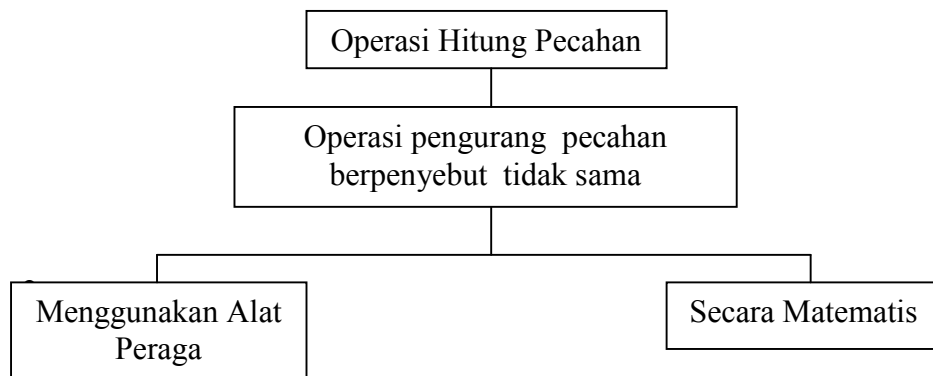 Operasi Hitung Pecahan
Operasi pengurang pecahan
berpenyebut tidak sama
Menggunakan Alat
Peraga
Secara Matematis